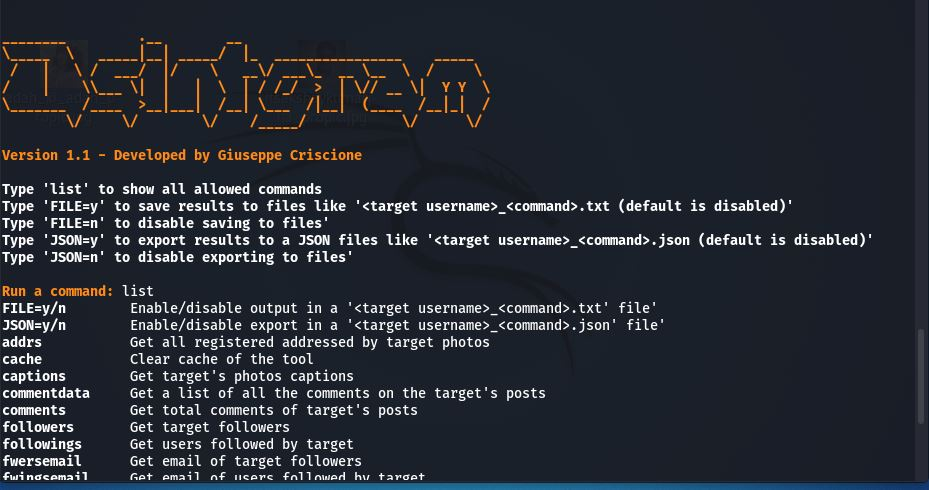 Osintgram
Version 1.1 - Developed by Giuseppe Criscione
Type 'list' to show all allowed commands
Type 'FILE=y' to save results to files like '<target username>_<command>.txt (default is disabled)'
Type 'FILE=n' to disable saving to files'
Type 'JSON=y' to export results to a JSON files like '<target username>_<command>.json (default is disabled)'
Type 'JSON=n' to disable exporting to files'
Run a command: list
FILE=y/n Enable/disable output in a '<target username>_<command>.txt' file'
JSON=y/n Enable/disable export in a '<target username>_<command>.json' file'
addrs Get all registered addressed by target photos
cache Clear cache of the tool
captions Get target's photos captions
commentdata Get a list of all the comments on the target's posts
comments Get total comments of target's posts
followers Get target followers
followings Get users followed by target
fwersemail Get email of target followers
fwingsemail Get email of users followed by target